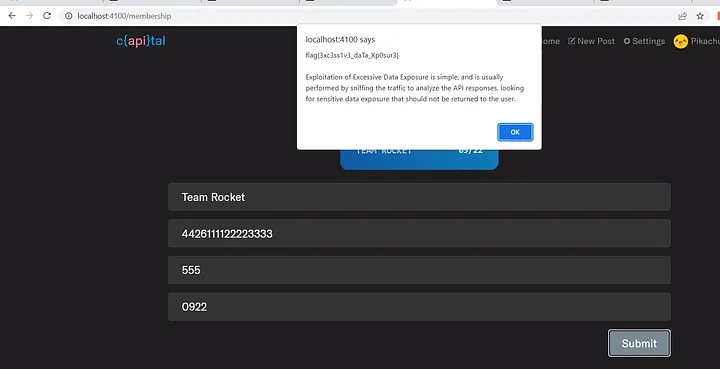 localhost:4100/membership
c{api}tal
Home New Post Settings Pikachu
localhost:4100 says
flag{3xc3ss1v3_daTa_Xp0sur3}
Exploitation of Excessive Data Exposure is simple, and is usually
performed by sniffing the traffic to analyze the API responses, looking
for sensitive data exposure that should not be returned to the user.
OK
TEAM ROCKET 09/22
Team Rocket
4426111122223333
555
0922
Submit